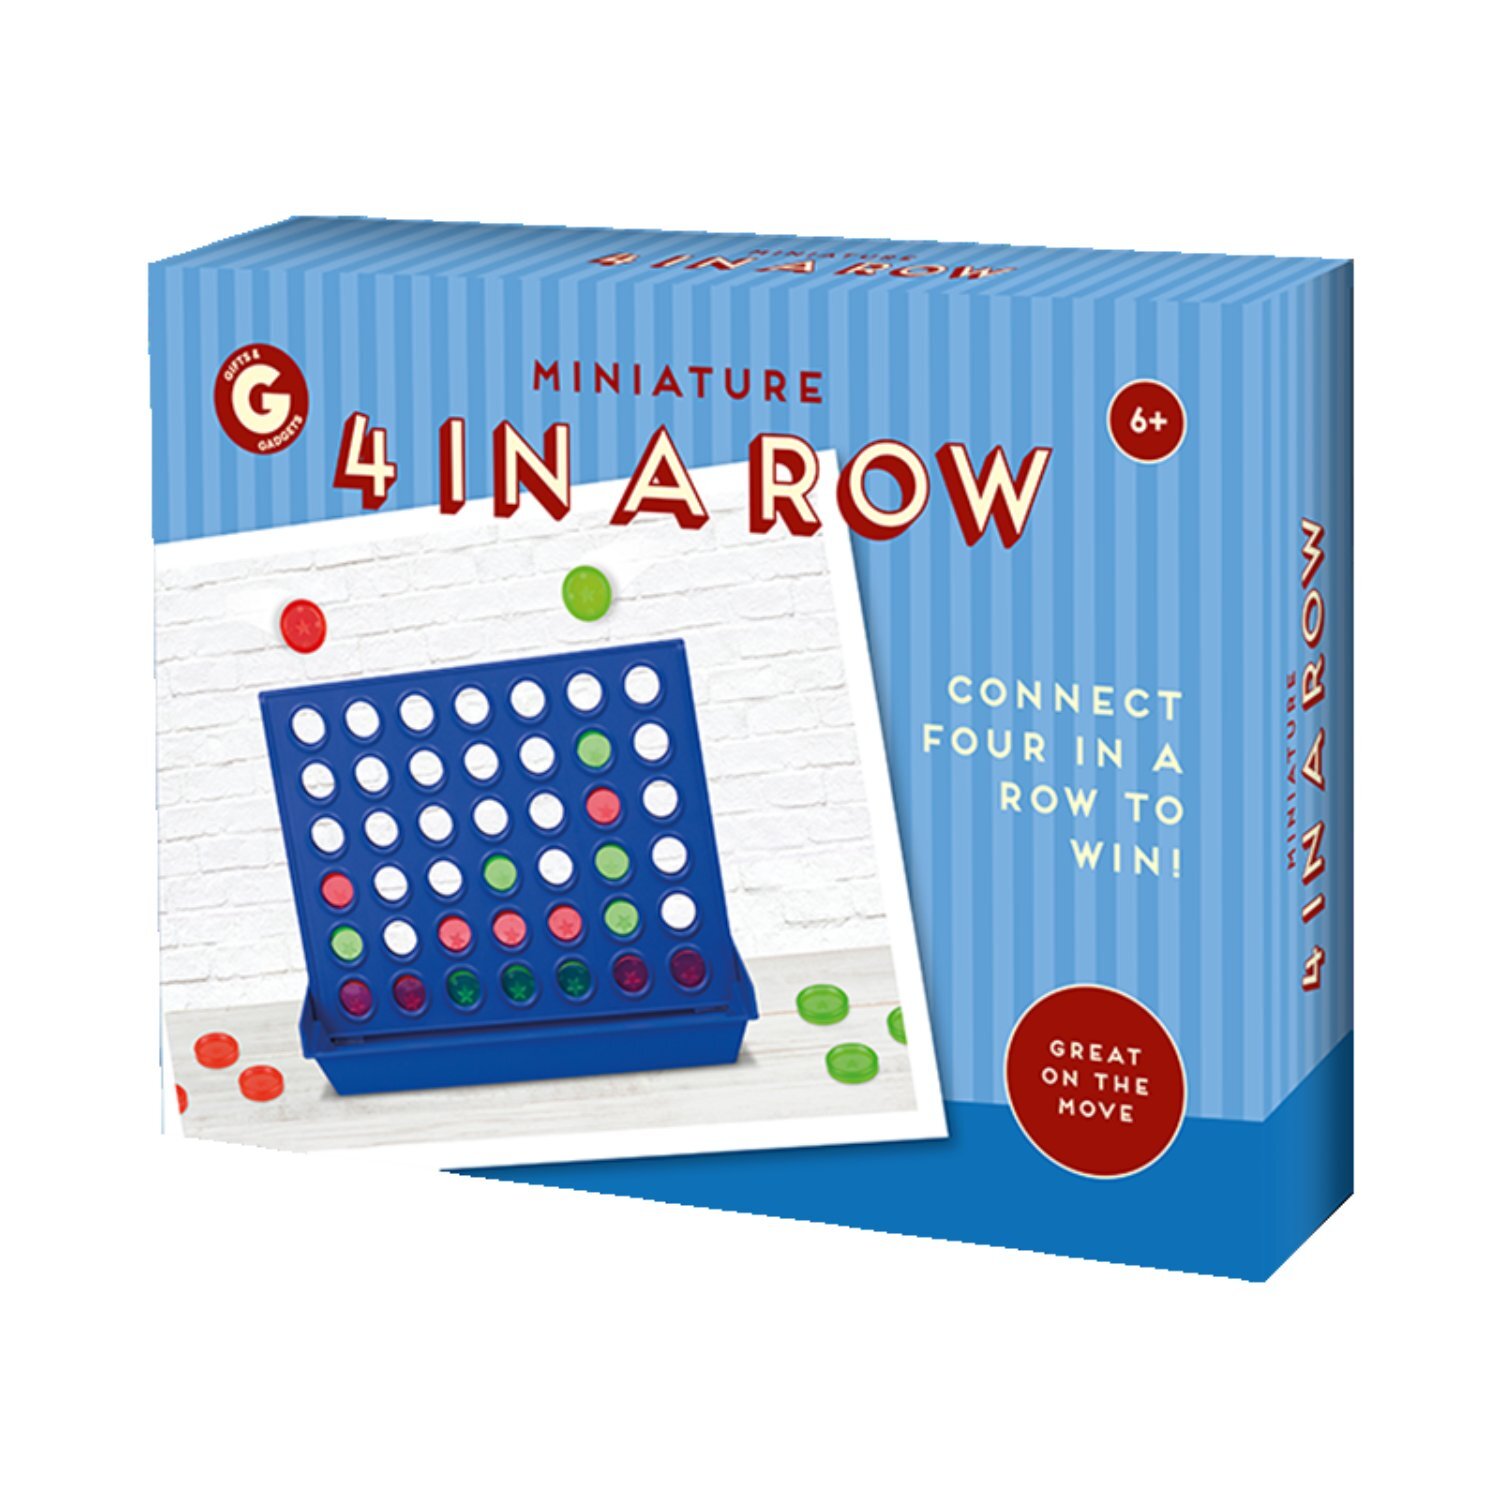 MINIATURE
4 IN A ROW
GIFTS &
G
GADGETS
MINIATURE
4 IN A ROW
6+
CONNECT
FOUR IN A
ROW TO
WIN!
GREAT
ON THE
MOVE
MINIATURE
4 IN A ROW